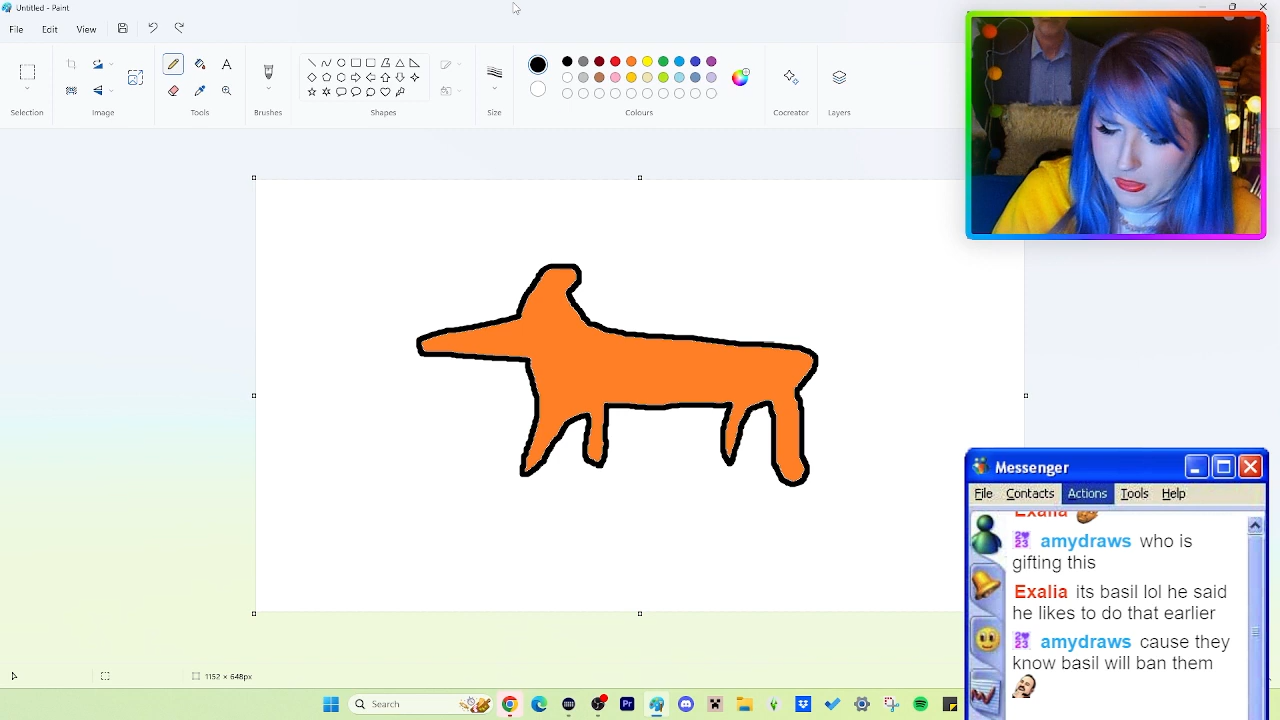 Untitled - Paint
File Edit View
A
Selection Image Tools Brushes Shapes Size Colours Cocreator Layers
Messenger
File Contacts Actions Tools Help
Exalia
amydraws who is
gifting this
Exalia its basil lol he said
he likes to do that earlier
amydraws cause they
know basil will ban them
1152 × 648px
Search
Pr